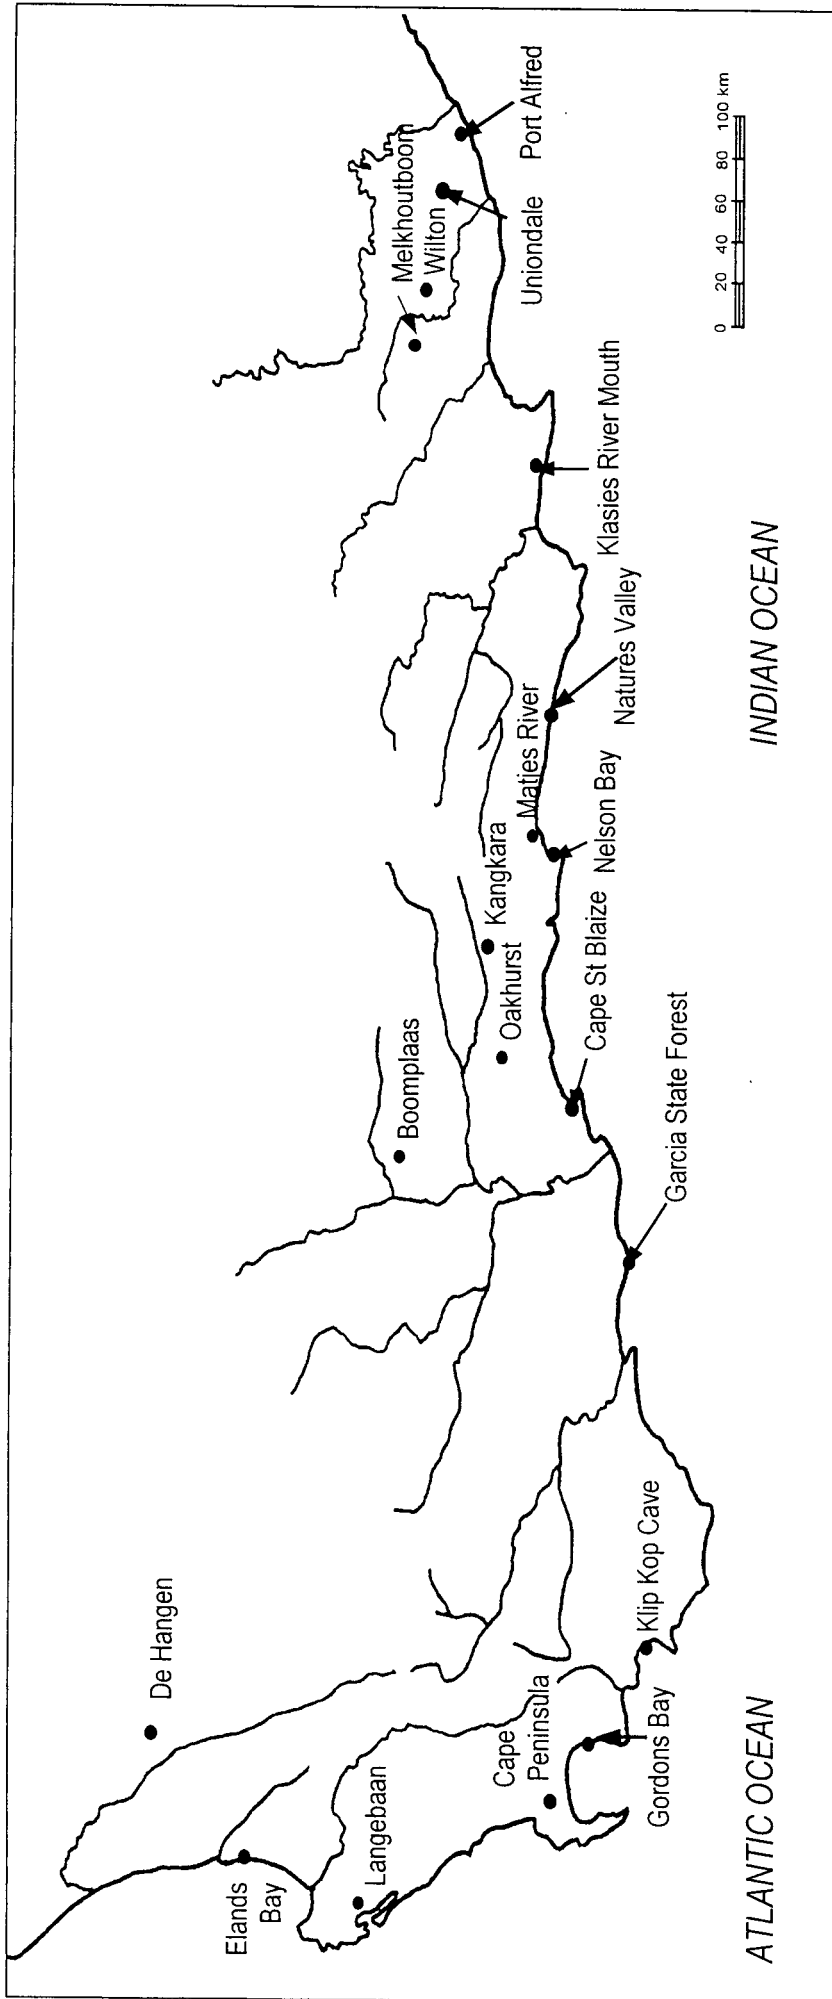 De Hangen
Elands
Bay
Langebaan
Cape
Peninsula
Gordons Bay
Klip Kop Cave
Garcia State Forest
Boomplaas
Cape St Blaize
Oakhurst
Kangkara
Nelson Bay
Matjes River
Natures Valley
Klasies River Mouth
Melkhoutboom
Wilton
Uniondale
Port Alfred
ATLANTIC OCEAN
INDIAN OCEAN
0 20 40 60 80 100 km